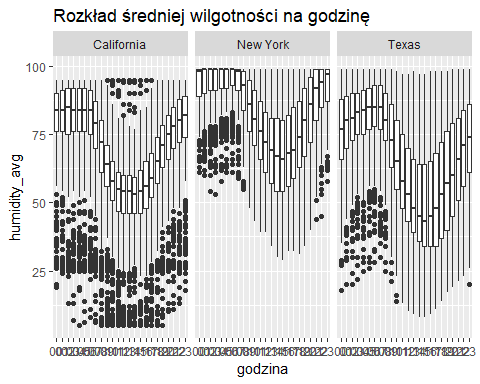 Rozkład średniej wilgotności na godzinę
California New York Texas
100
75
50
25
humidity_avg
godzina